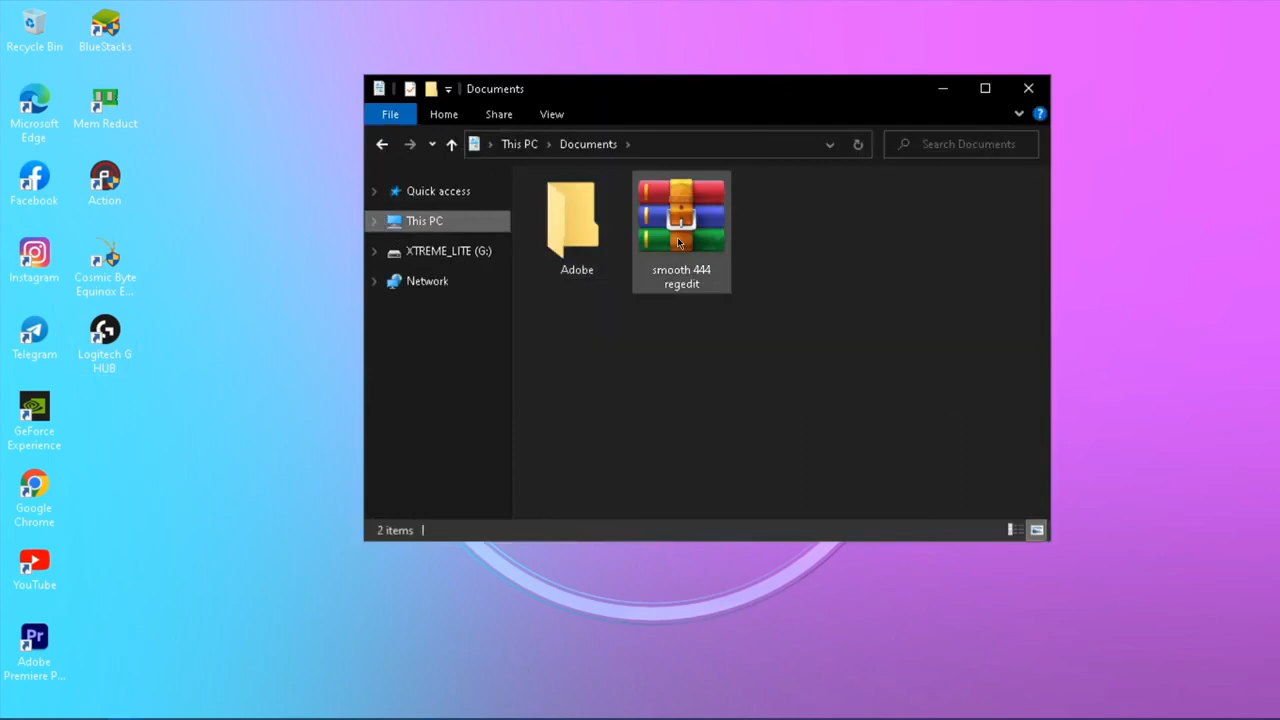 Recycle Bin
BlueStacks
Microsoft
Edge
Mem Reduct
Facebook
Action
Instagram
Cosmic Byte
Equinox E...
Telegram
Logitech G
HUB
GeForce
Experience
Google
Chrome
YouTube
Pr
Adobe
Premiere P...
Documents
File
Home
Share
View
This PC
Documents
Search Documents
Quick access
This PC
XTREME_LITE (G:)
Network
Adobe
smooth 444
regedit
2 items